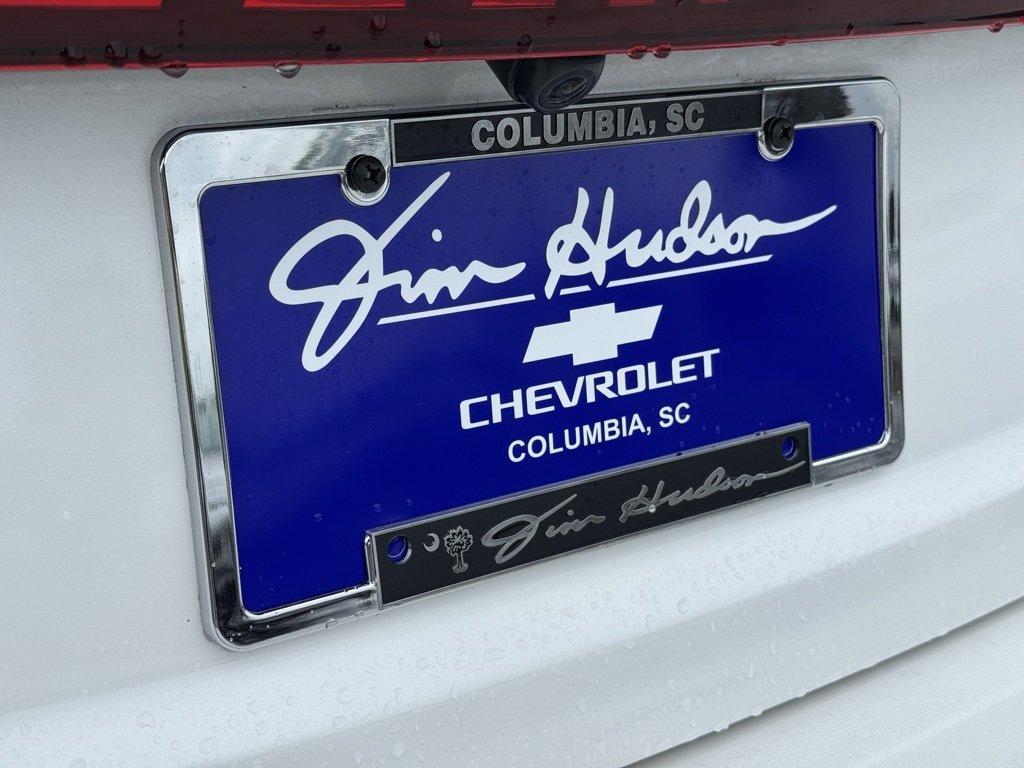 COLUMBIA, SC
Jim Hudson
CHEVROLET
COLUMBIA, SC
Jim Hudson